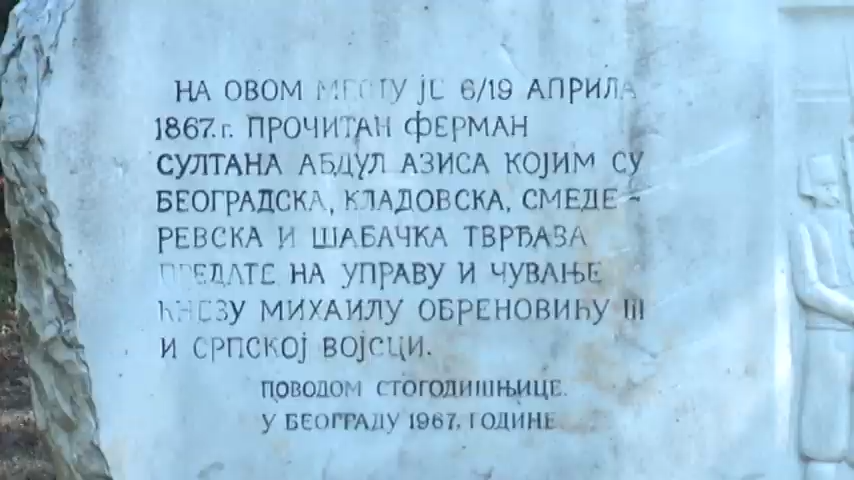 НА ОВОМ МЕСТУ ЈЕ 6/19 АПРИЛА
1867.г. ПРОЧИТАН ФЕРМАН
СУЛТАНА АБДУЛ АЗИСА КОЈИМ СУ
БЕОГРАДСКА, КЛАДОВСКА, СМЕДЕ-
РЕВСКА И ШАБАЧКА ТВРЂАВА
ПРЕДАТЕ НА УПРАВУ И ЧУВАЊЕ
КНЕЗУ МИХАИЛУ ОБРЕНОВИЋУ III
И СРПСКОЈ ВОЈСЦИ.
ПОВОДОМ СТОГОДИШЊИЦЕ.
У БЕОГРАДУ 1967. ГОДИНЕ